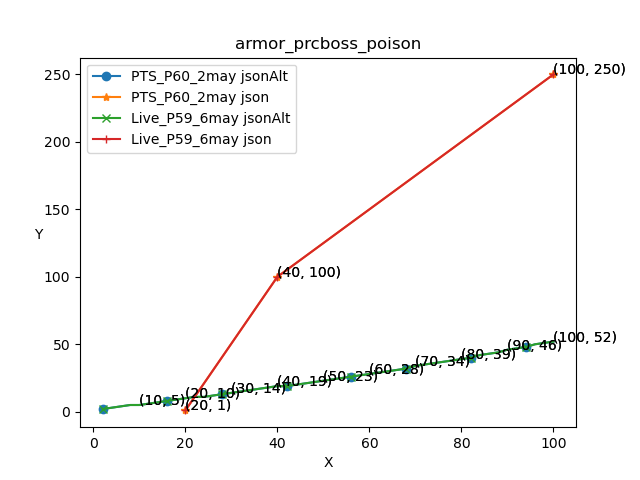 armor_prcboss_poison
PTS_P60_2may jsonAlt
PTS_P60_2may json
Live_P59_6may jsonAlt
Live_P59_6may json
Y
250
200
150
100
50
0
(100, 250)
(40, 100)
(20, 1)
(10, 5)
(20, 10)
(30, 14)
(40, 19)
(50, 23)
(60, 28)
(70, 34)
(80, 39)
(90, 46)
(100, 52)
0 20 40 60 80 100
X